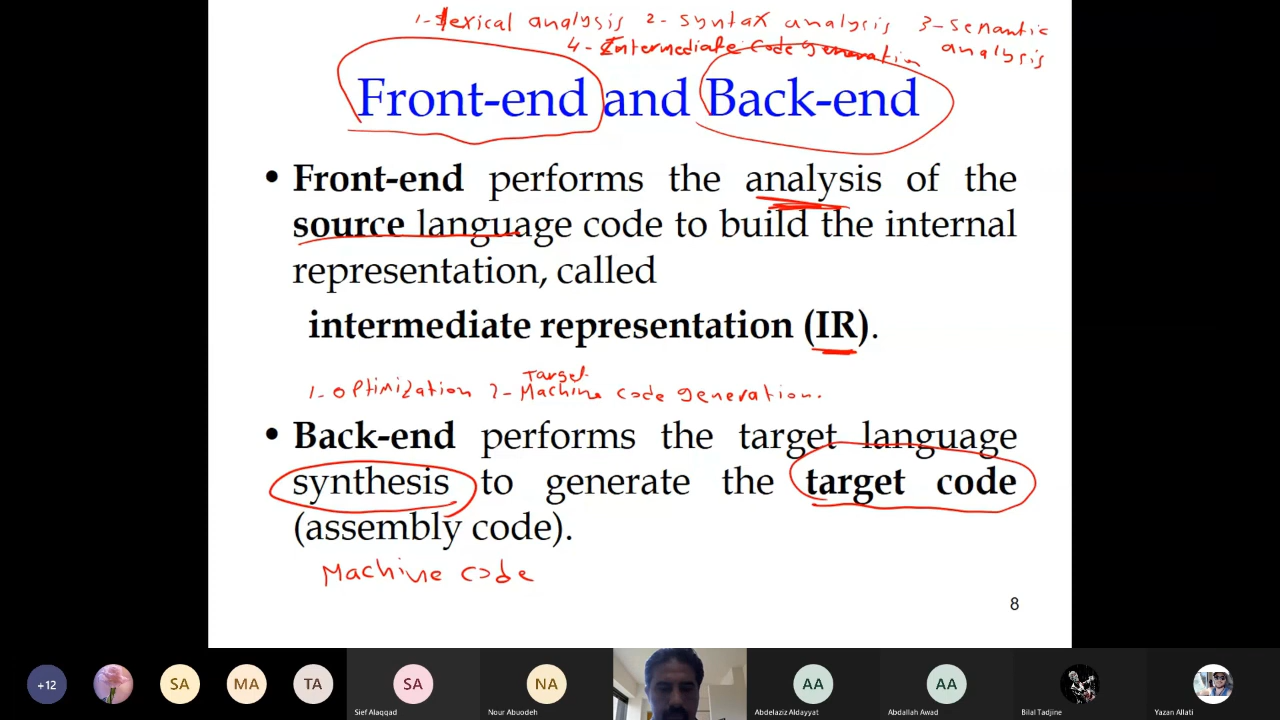 1- Lexical analysis 2- syntax analysis 3- semantic
4- Intermediate code generation analysis
Front-end and Back-end
• Front-end performs the analysis of the
source language code to build the internal
representation, called
intermediate representation (IR).
Target
1- optimization 2- Machine code generation.
• Back-end performs the target language
synthesis to generate the target code
(assembly code).
Machine code
8
+12 SA MA TA SA NA AA AA
Sief Alaqqad Nour Abuodeh Abdelaziz Aldayyat Abdallah Awad Bilal Tadjine Yazan Allati